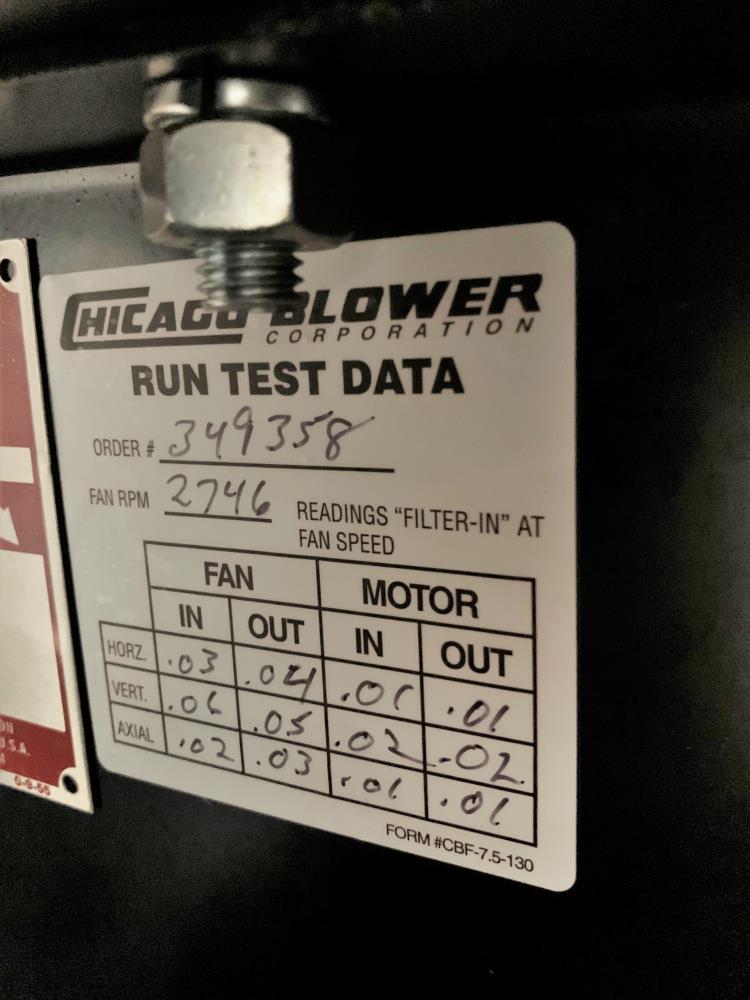 CHICAGO BLOWER
CORPORATION
RUN TEST DATA
ORDER # 349358
FAN RPM 2746 READINGS "FILTER-IN" AT
FAN SPEED
FAN MOTOR
IN OUT IN OUT
HORZ. .03 .04 .01 .01
VERT. .06 .05 .02 .02
AXIAL .02 .03 .01 .01
FORM #CBF-7.5-130
U.S.A.